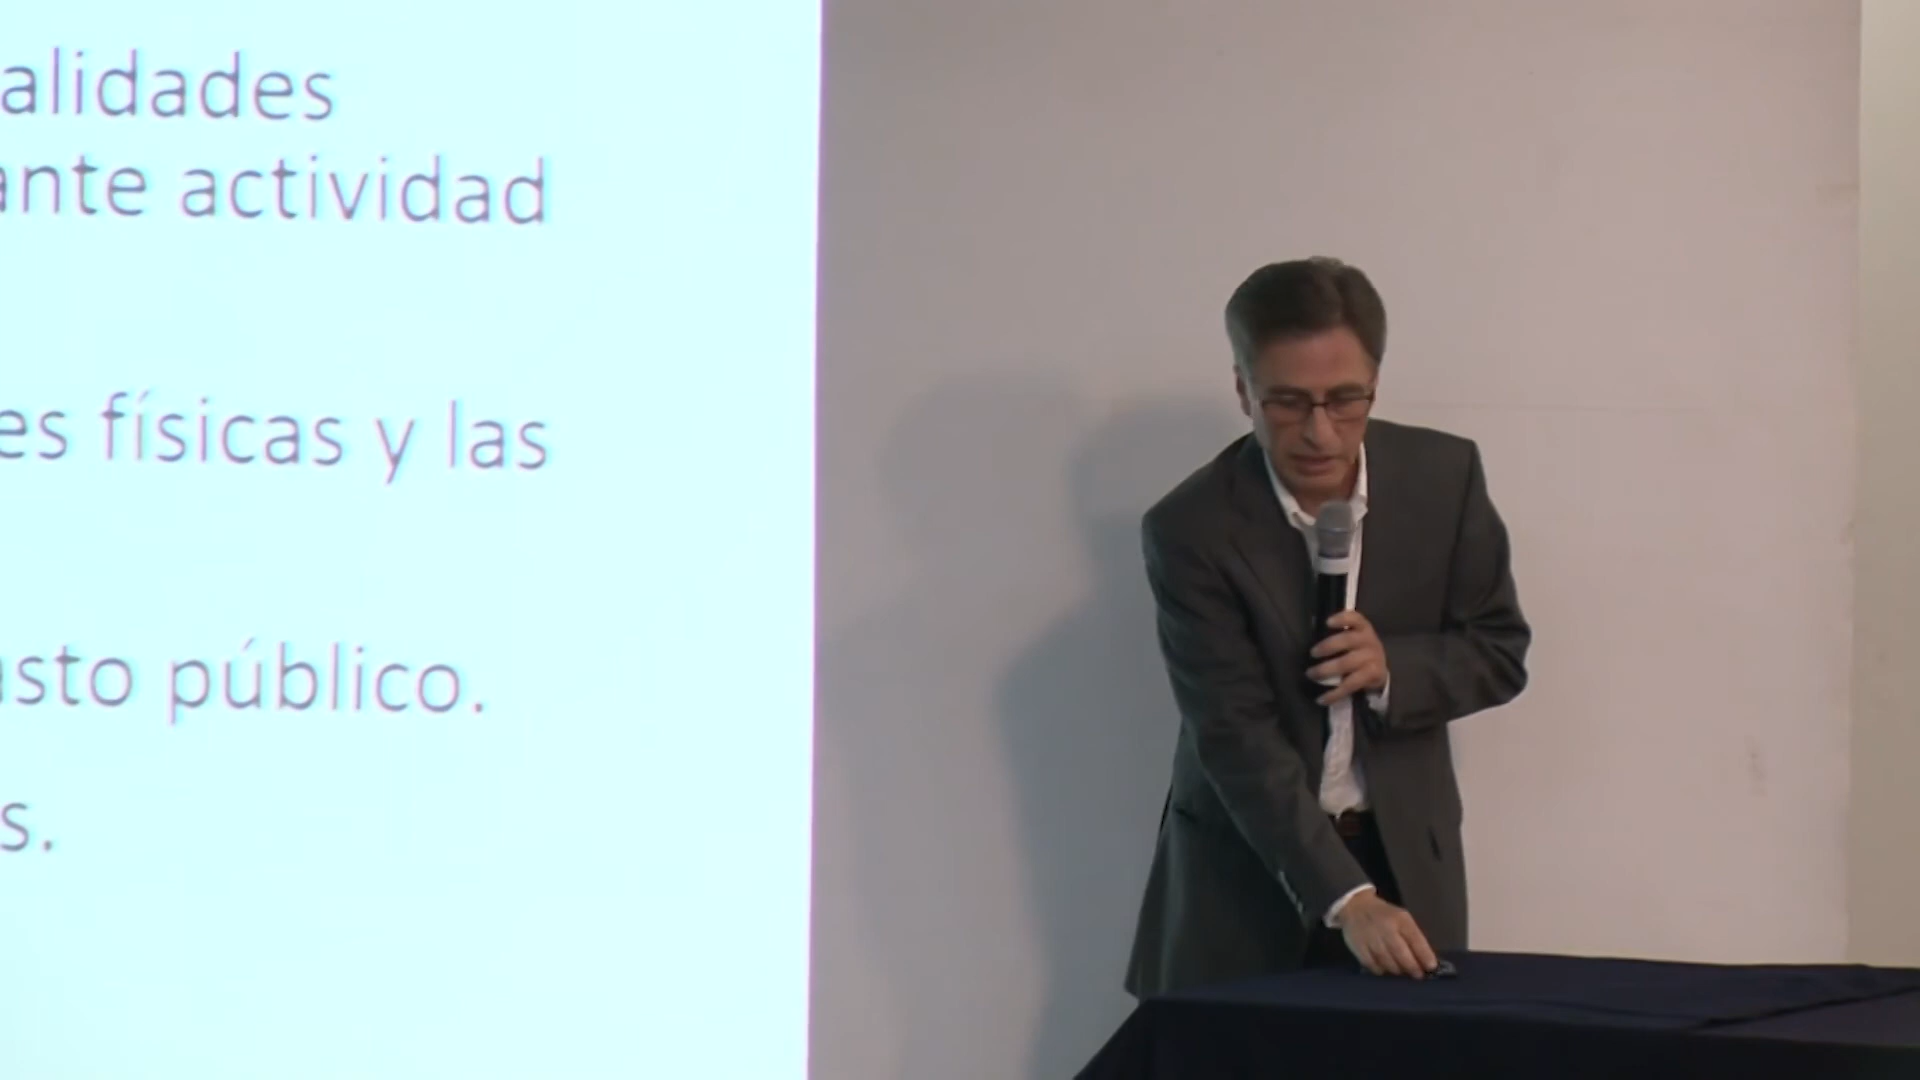 alidades
ante actividad
es físicas y las
asto público.
s.